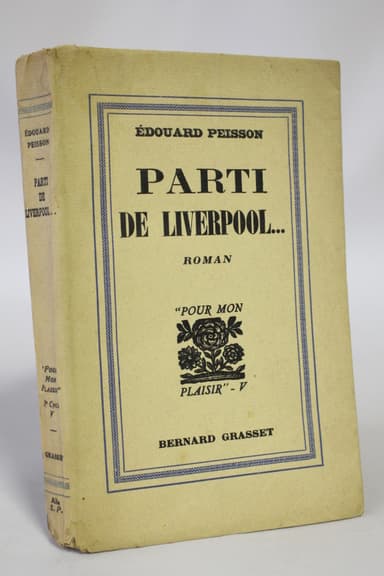 ÉDOUARD PEISSON
PARTI
DE LIVERPOOL...
ROMAN
"POUR MON
PLAISIR" - V
BERNARD GRASSET
ÉDOUARD
PEISSON
PARTI
DE
LIVERPOOL...
"POUR
MON
PLAISIR"
V
GRASSET